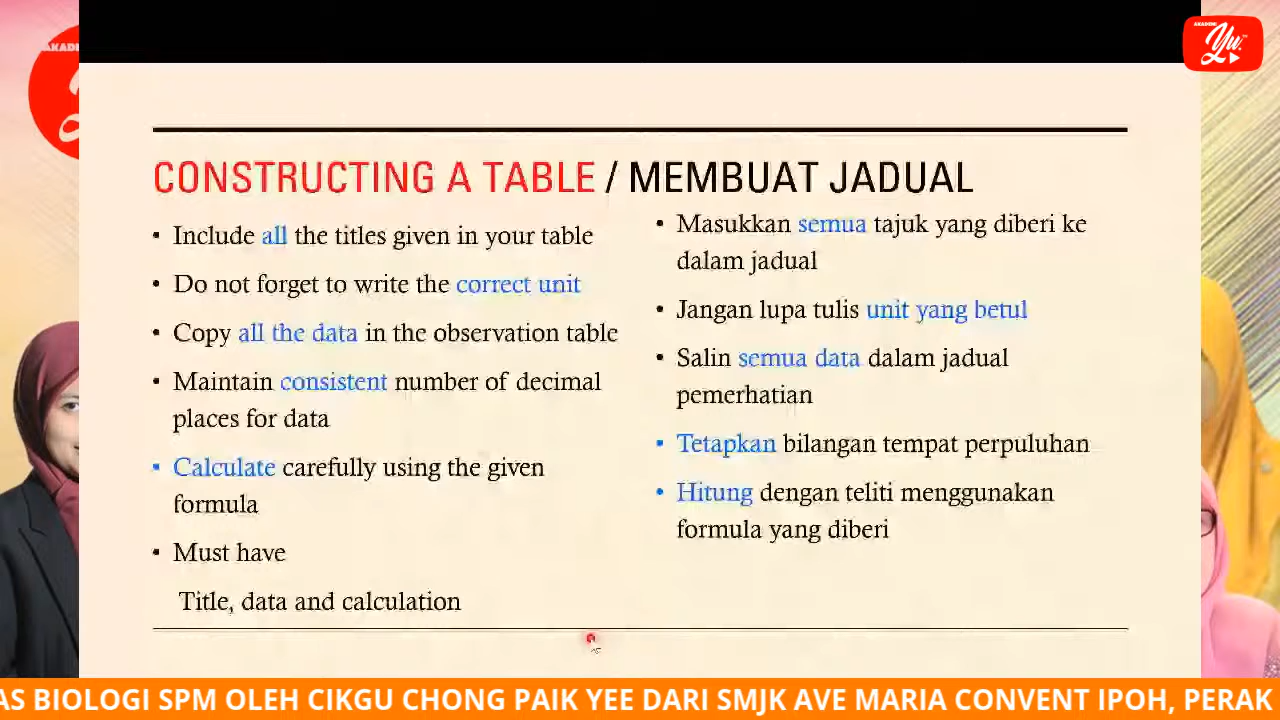 AKADEMI
Yu.
CONSTRUCTING A TABLE / MEMBUAT JADUAL
• Include all the titles given in your table
• Do not forget to write the correct unit
• Copy all the data in the observation table
• Maintain consistent number of decimal
places for data
• Calculate carefully using the given
formula
• Must have
Title, data and calculation
• Masukkan semua tajuk yang diberi ke
dalam jadual
• Jangan lupa tulis unit yang betul
• Salin semua data dalam jadual
pemerhatian
• Tetapkan bilangan tempat perpuluhan
• Hitung dengan teliti menggunakan
formula yang diberi
AS BIOLOGI SPM OLEH CIKGU CHONG PAIK YEE DARI SMJK AVE MARIA CONVENT IPOH, PERAK